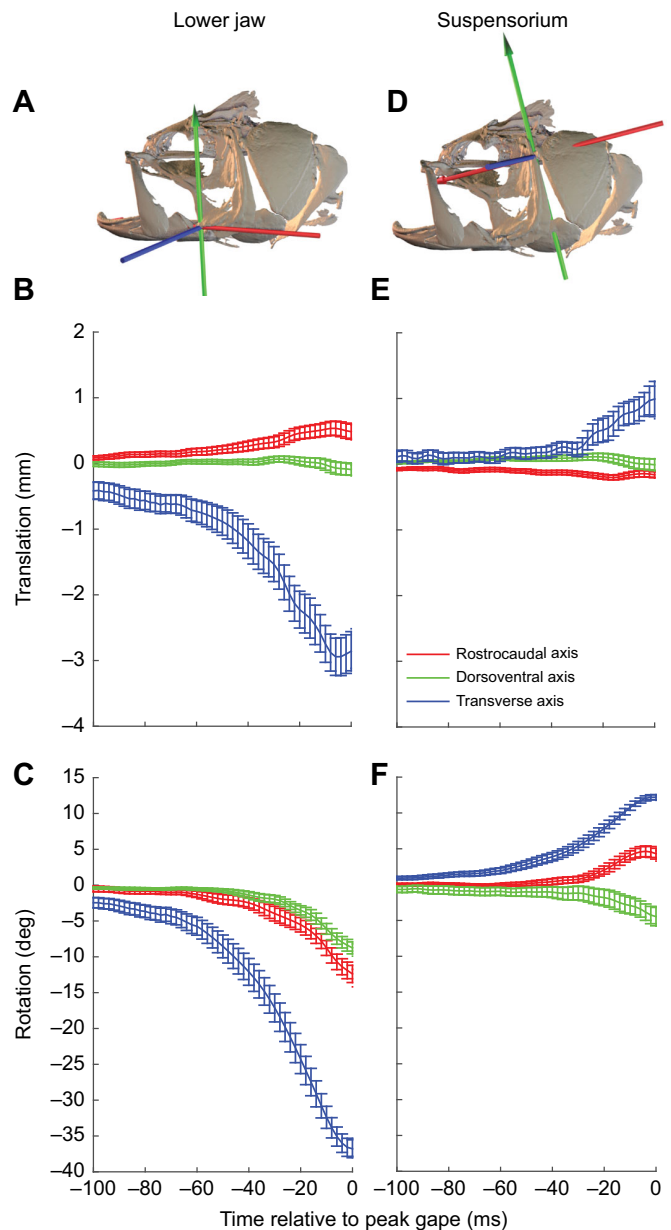 Lower jaw
Suspensorium
A
D
B
E
2
1
0
–1
–2
–3
–4
Translation (mm)
Rostrocaudal axis
Dorsoventral axis
Transverse axis
C
F
15
10
5
0
–5
–10
–15
–20
–25
–30
–35
–40
Rotation (deg)
–100 –80 –60 –40 –20 0
–100 –80 –60 –40 –20 0
Time relative to peak gape (ms)